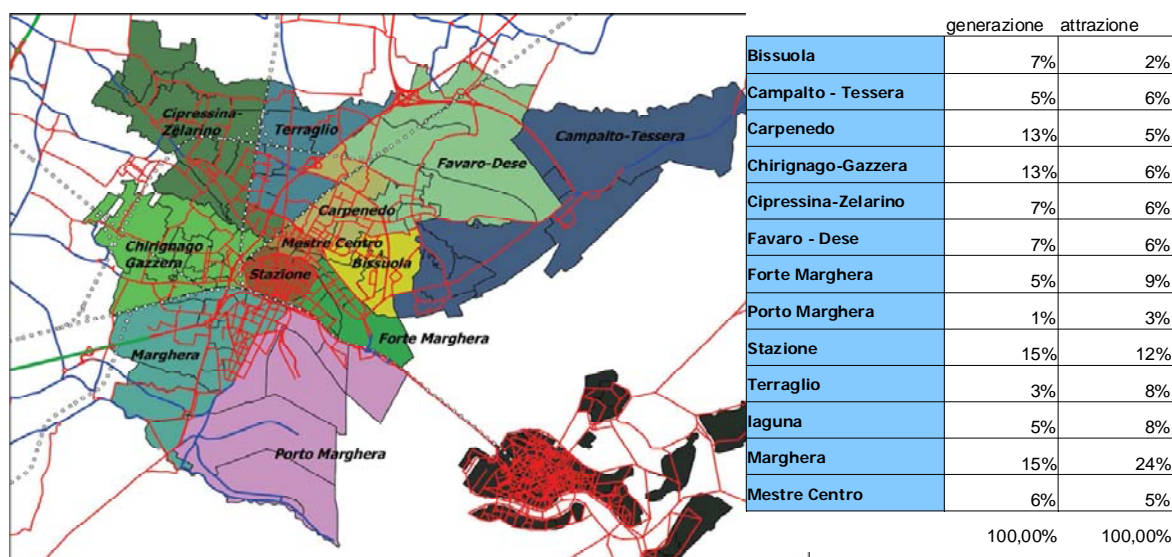 Cipressina-
Zelarino
Terraglio
Campalto-Tessera
Favaro-Dese
Carpenedo
Chirignago
Gazzera
Mestre Centro
Bissuola
Stazione
Forte Marghera
Marghera
Porto Marghera
generazione attrazione
Bissuola 7% 2%
Campalto - Tessera 5% 6%
Carpenedo 13% 5%
Chirignago-Gazzera 13% 6%
Cipressina-Zelarino 7% 6%
Favaro - Dese 7% 6%
Forte Marghera 5% 9%
Porto Marghera 1% 3%
Stazione 15% 12%
Terraglio 3% 8%
laguna 5% 8%
Marghera 15% 24%
Mestre Centro 6% 5%
100,00% 100,00%